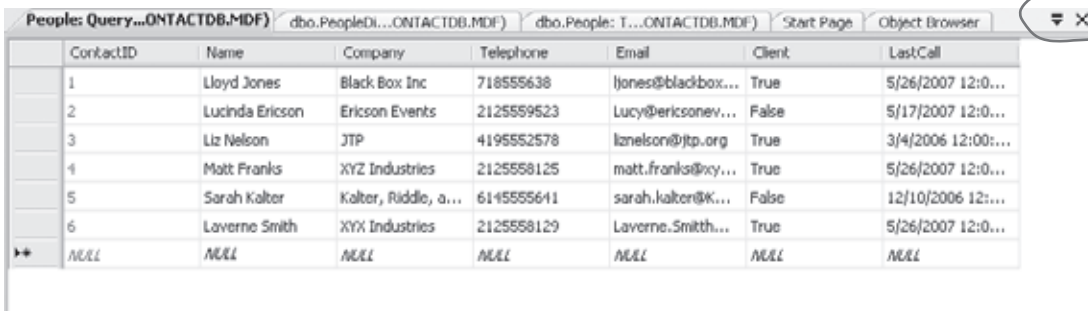 People: Query...ONTACTDB.MDF) dbo.PeopleDi...ONTACTDB.MDF) dbo.People: T...ONTACTDB.MDF) Start Page Object Browser
ContactID Name Company Telephone Email Client LastCall
1 Lloyd Jones Black Box Inc 718555638 ljones@blackbox... True 5/26/2007 12:0...
2 Lucinda Ericson Ericson Events 2125559523 Lucy@ericsonev... False 5/17/2007 12:0...
3 Liz Nelson JTP 4195552578 liznelson@jtp.org True 3/4/2006 12:00:...
4 Matt Franks XYZ Industries 2125558125 matt.franks@xy... True 5/26/2007 12:0...
5 Sarah Kalter Kalter, Riddle, a... 6145555641 sarah.kalter@K... False 12/10/2006 12:...
6 Laverne Smith XYX Industries 2125558129 Laverne.Smitth... True 5/26/2007 12:0...
NULL NULL NULL NULL NULL NULL NULL